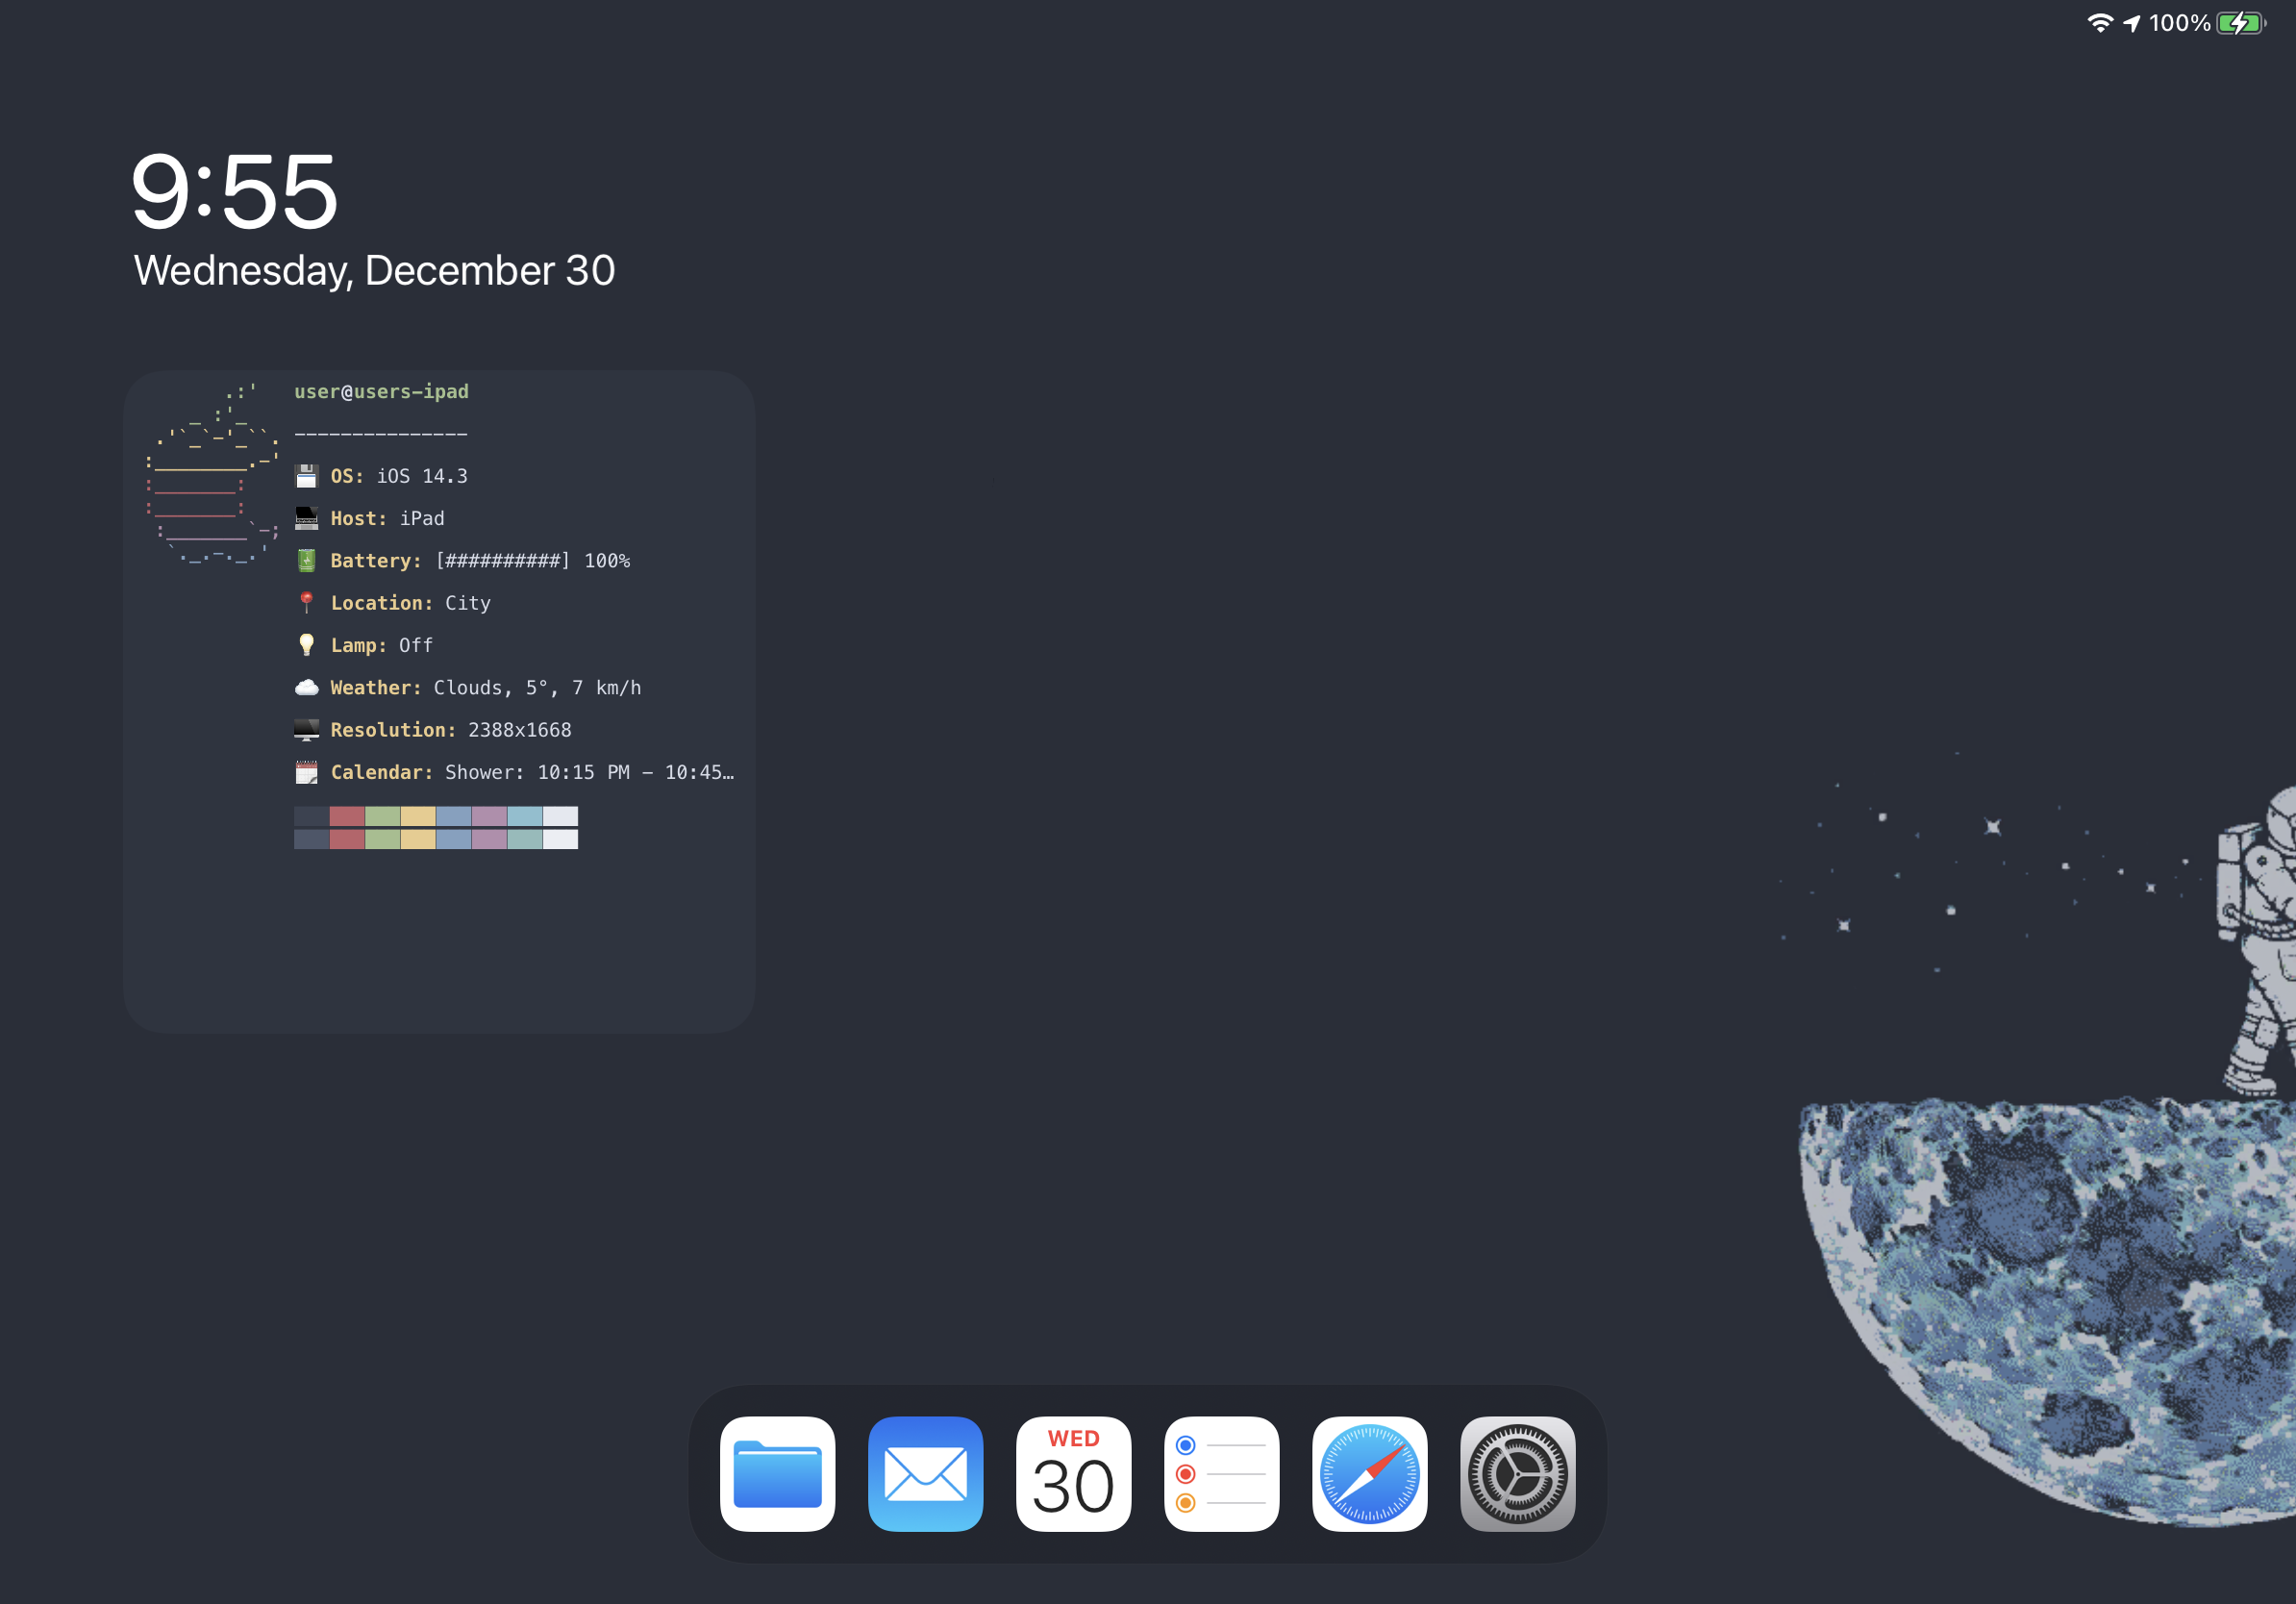 100%
9:55
Wednesday, December 30
user@users-ipad
---------------
OS: iOS 14.3
Host: iPad
Battery: [##########] 100%
Location: City
Lamp: Off
Weather: Clouds, 5°, 7 km/h
Resolution: 2388x1668
Calendar: Shower: 10:15 PM – 10:45…
WED
30